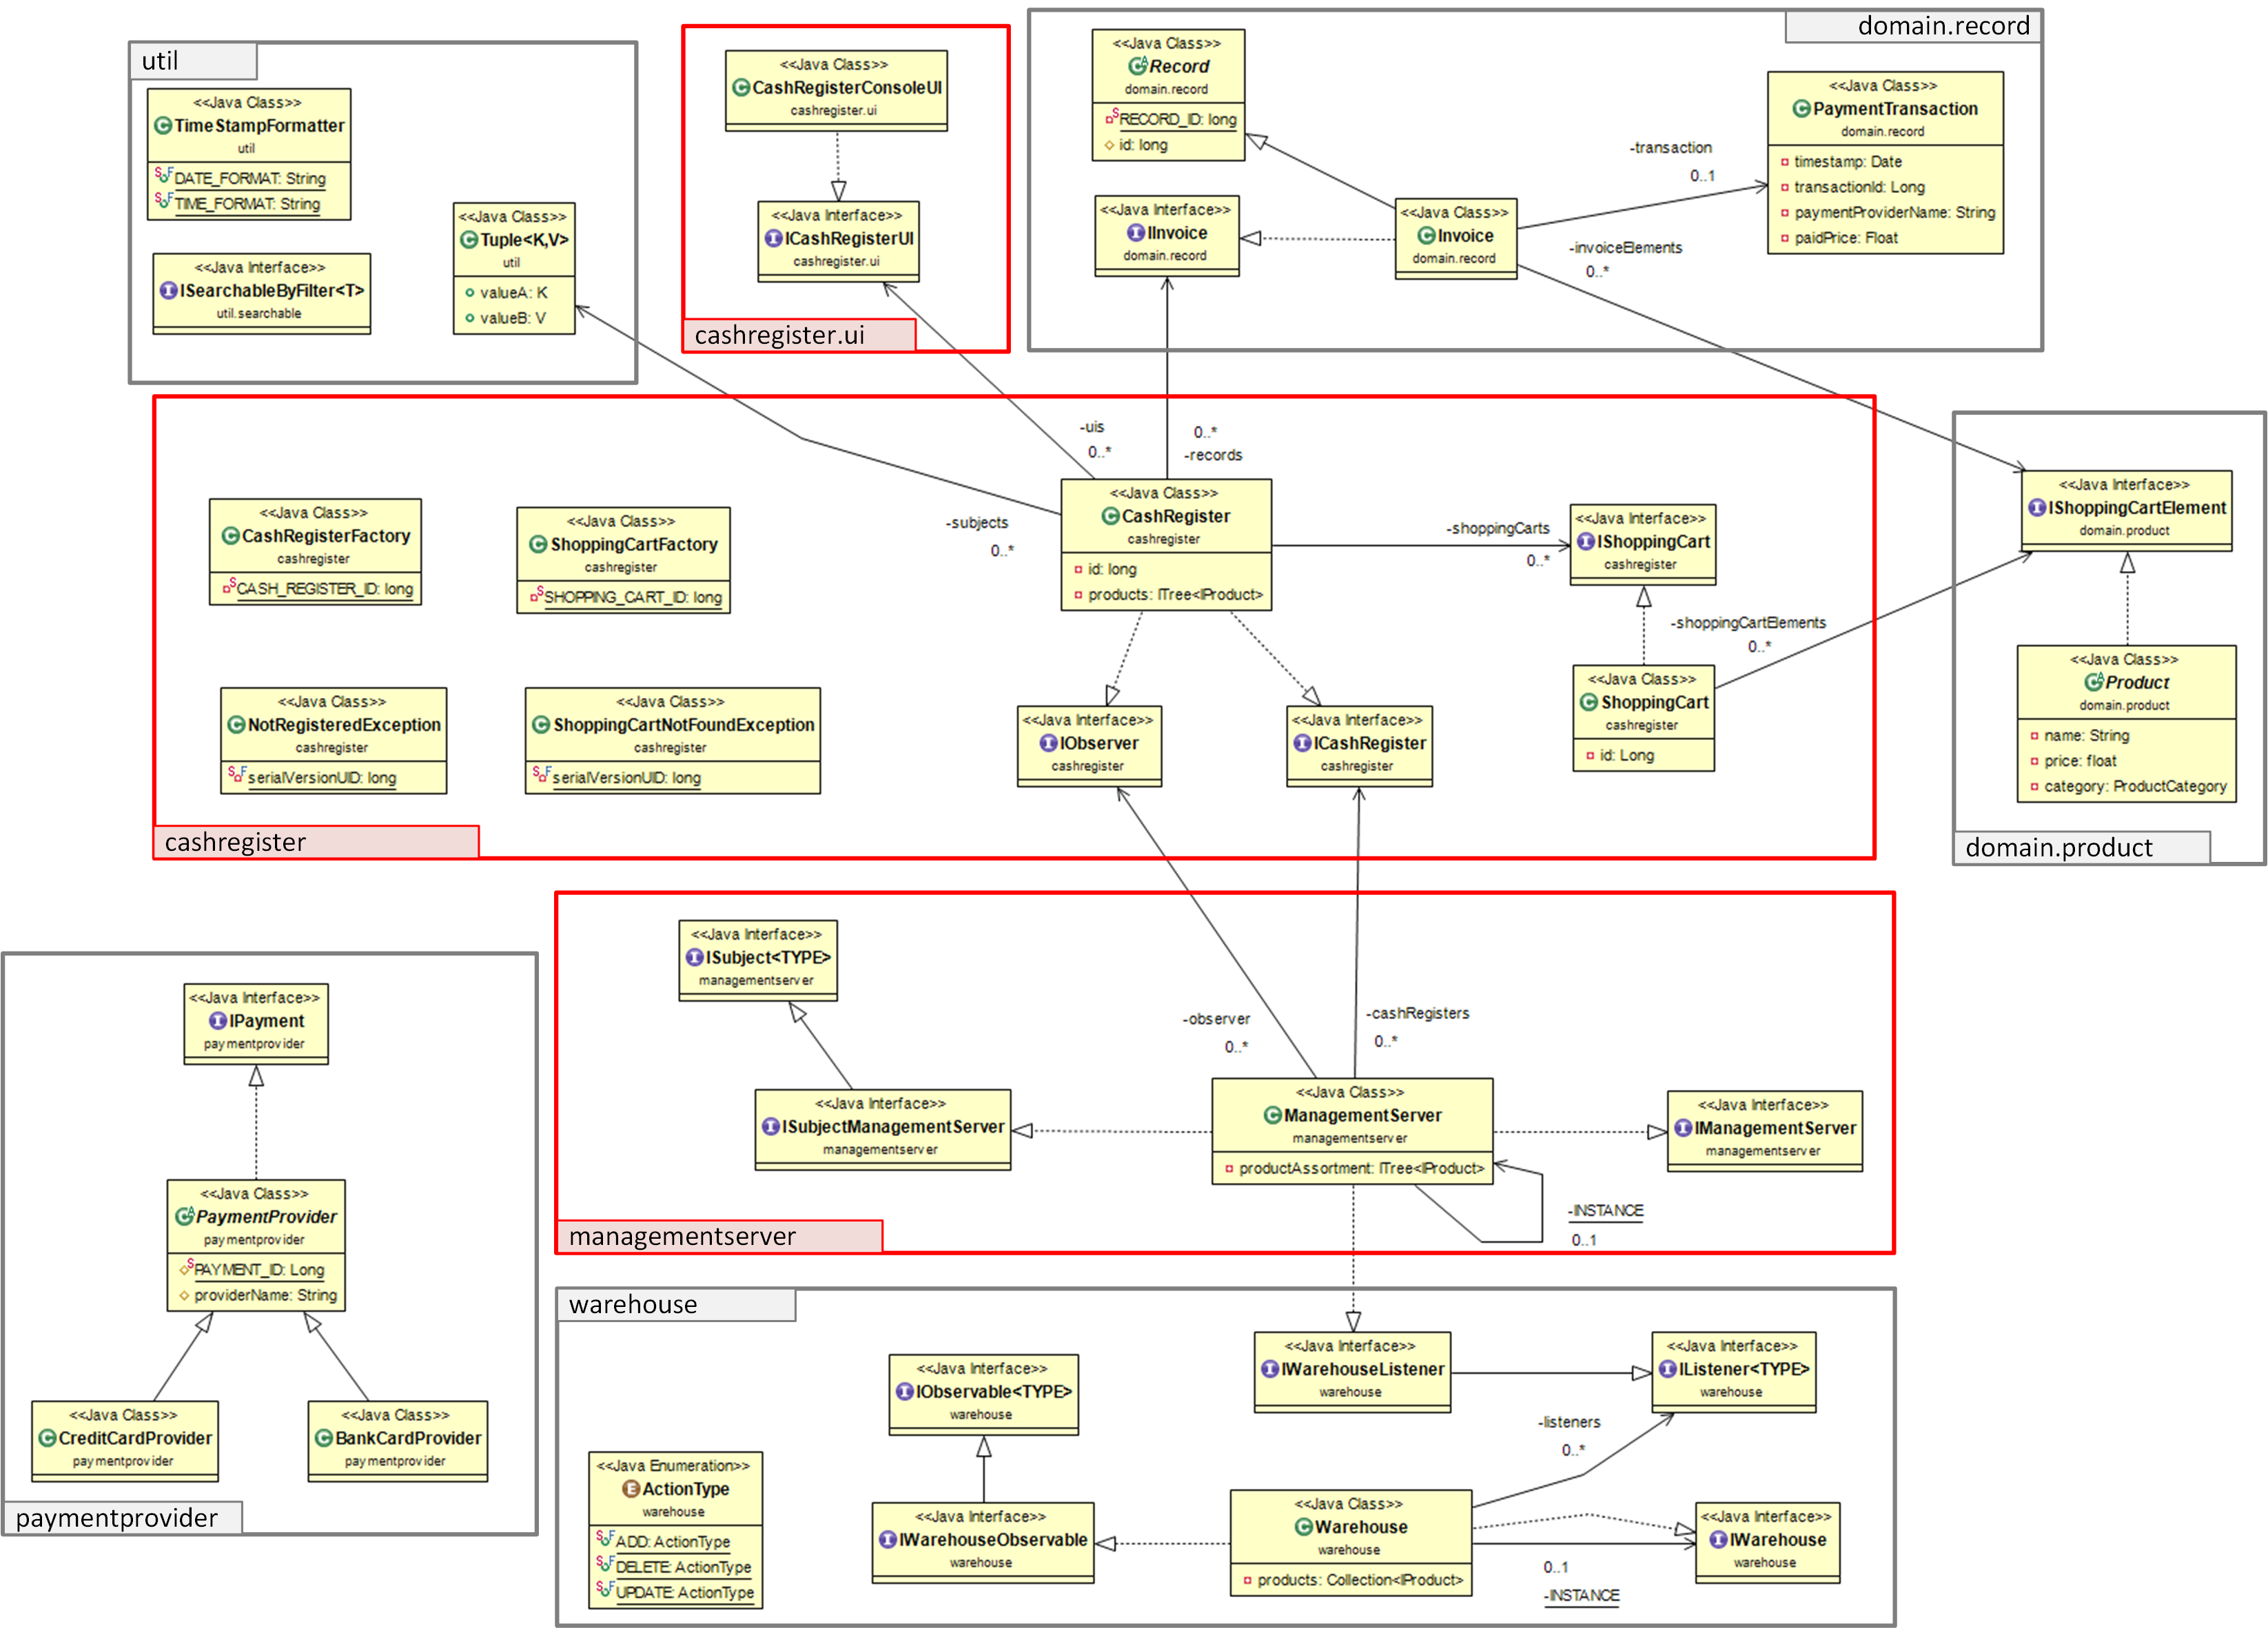 util
<<Java Class>>
TimeStampFormatter
util
DATE_FORMAT: String
TIME_FORMAT: String
<<Java Interface>>
ISearchableByFilter<T>
util.searchable
<<Java Class>>
Tuple<K,V>
util
valueA: K
valueB: V
<<Java Class>>
CashRegisterConsoleUI
cashregister.ui
<<Java Interface>>
ICashRegisterUI
cashregister.ui
cashregister.ui
domain.record
<<Java Class>>
Record
domain.record
RECORD_ID: long
id: long
<<Java Interface>>
IInvoice
domain.record
<<Java Class>>
Invoice
domain.record
-transaction
0..1
-invoiceElements
0..*
<<Java Class>>
PaymentTransaction
domain.record
timestamp: Date
transactionId: Long
paymentProviderName: String
paidPrice: Float
-uis
0..*
0..*
-records
-subjects
0..*
<<Java Class>>
CashRegisterFactory
cashregister
CASH_REGISTER_ID: long
<<Java Class>>
ShoppingCartFactory
cashregister
SHOPPING_CART_ID: long
<<Java Class>>
CashRegister
cashregister
id: long
products: ITree<IProduct>
-shoppingCarts
0..*
<<Java Interface>>
IShoppingCart
cashregister
-shoppingCartElements
0..*
<<Java Class>>
ShoppingCart
cashregister
id: Long
<<Java Class>>
NotRegisteredException
cashregister
serialVersionUID: long
<<Java Class>>
ShoppingCartNotFoundException
cashregister
serialVersionUID: long
<<Java Interface>>
IObserver
cashregister
<<Java Interface>>
ICashRegister
cashregister
cashregister
<<Java Interface>>
IShoppingCartElement
domain.product
<<Java Class>>
Product
domain.product
name: String
price: float
category: ProductCategory
domain.product
<<Java Interface>>
ISubject<TYPE>
managementserver
-observer
0..*
-cashRegisters
0..*
<<Java Interface>>
ISubjectManagementServer
managementserver
<<Java Class>>
ManagementServer
managementserver
productAssortment: ITree<IProduct>
<<Java Interface>>
IManagementServer
managementserver
-INSTANCE
0..1
managementserver
<<Java Interface>>
IPayment
paymentprovider
<<Java Class>>
PaymentProvider
paymentprovider
PAYMENT_ID: Long
providerName: String
<<Java Class>>
CreditCardProvider
paymentprovider
<<Java Class>>
BankCardProvider
paymentprovider
paymentprovider
warehouse
<<Java Interface>>
IObservable<TYPE>
warehouse
<<Java Interface>>
IWarehouseListener
warehouse
<<Java Interface>>
IListener<TYPE>
warehouse
-listeners
0..*
<<Java Enumeration>>
ActionType
warehouse
ADD: ActionType
DELETE: ActionType
UPDATE: ActionType
<<Java Interface>>
IWarehouseObservable
warehouse
<<Java Class>>
Warehouse
warehouse
products: Collection<IProduct>
<<Java Interface>>
IWarehouse
warehouse
0..1
-INSTANCE